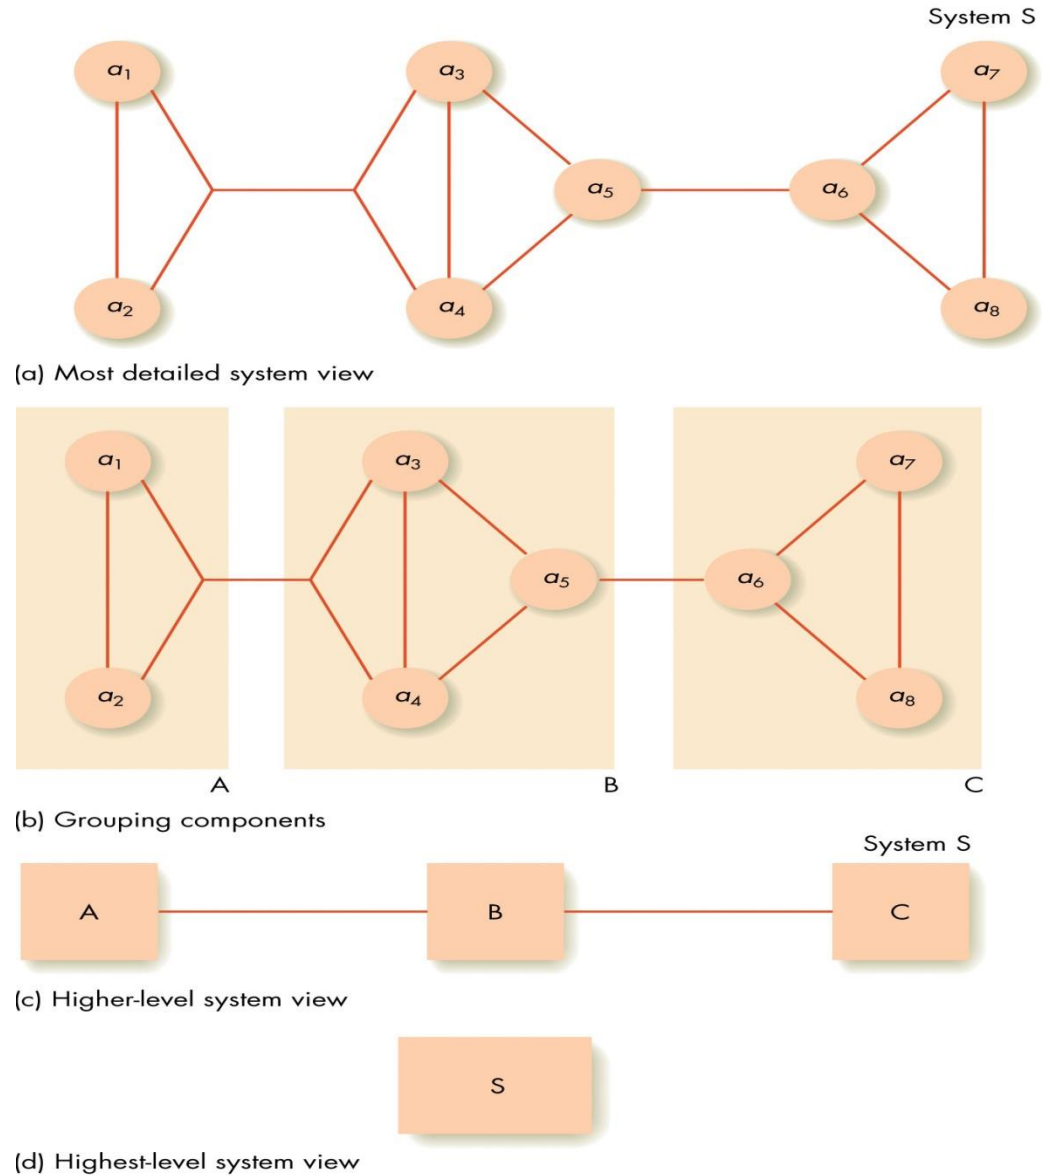 System S
a₁
a₃
a₇
a₅
a₆
a₂
a₄
a₈
(a) Most detailed system view
a₁
a₃
a₇
a₅
a₆
a₂
a₄
a₈
A
B
C
(b) Grouping components
System S
A
B
C
(c) Higher-level system view
S
(d) Highest-level system view